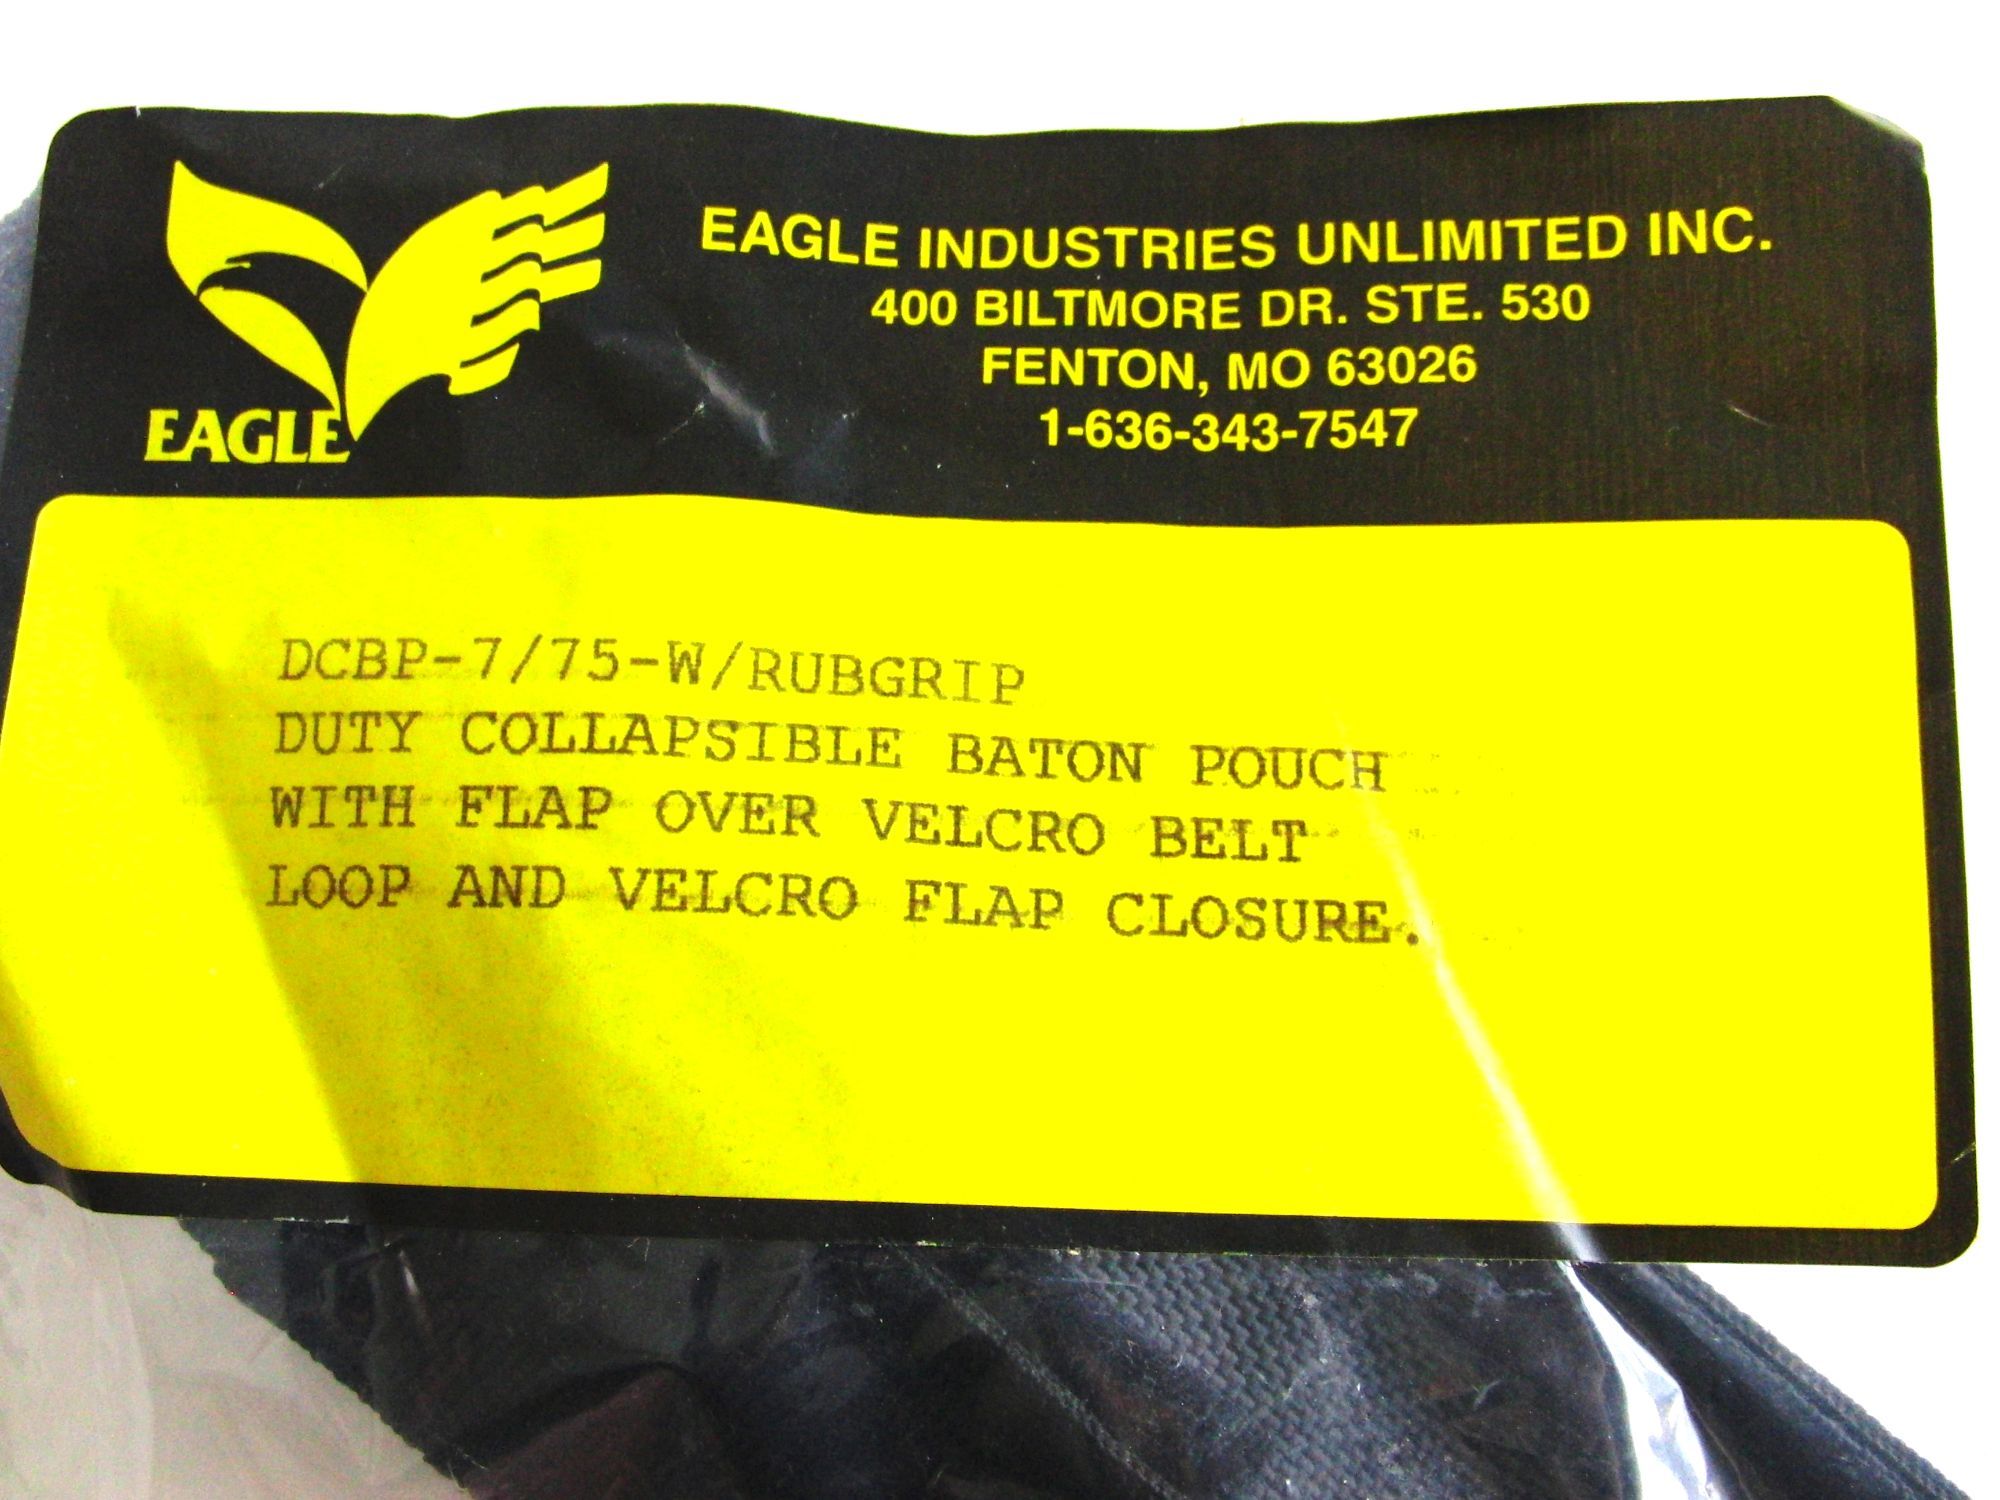 EAGLE
EAGLE INDUSTRIES UNLIMITED INC.
400 BILTMORE DR. STE. 530
FENTON, MO 63026
1-636-343-7547
DCBP-7/75-W/RUBGRIP
DUTY COLLAPSIBLE BATON POUCH
WITH FLAP OVER VELCRO BELT
LOOP AND VELCRO FLAP CLOSURE.